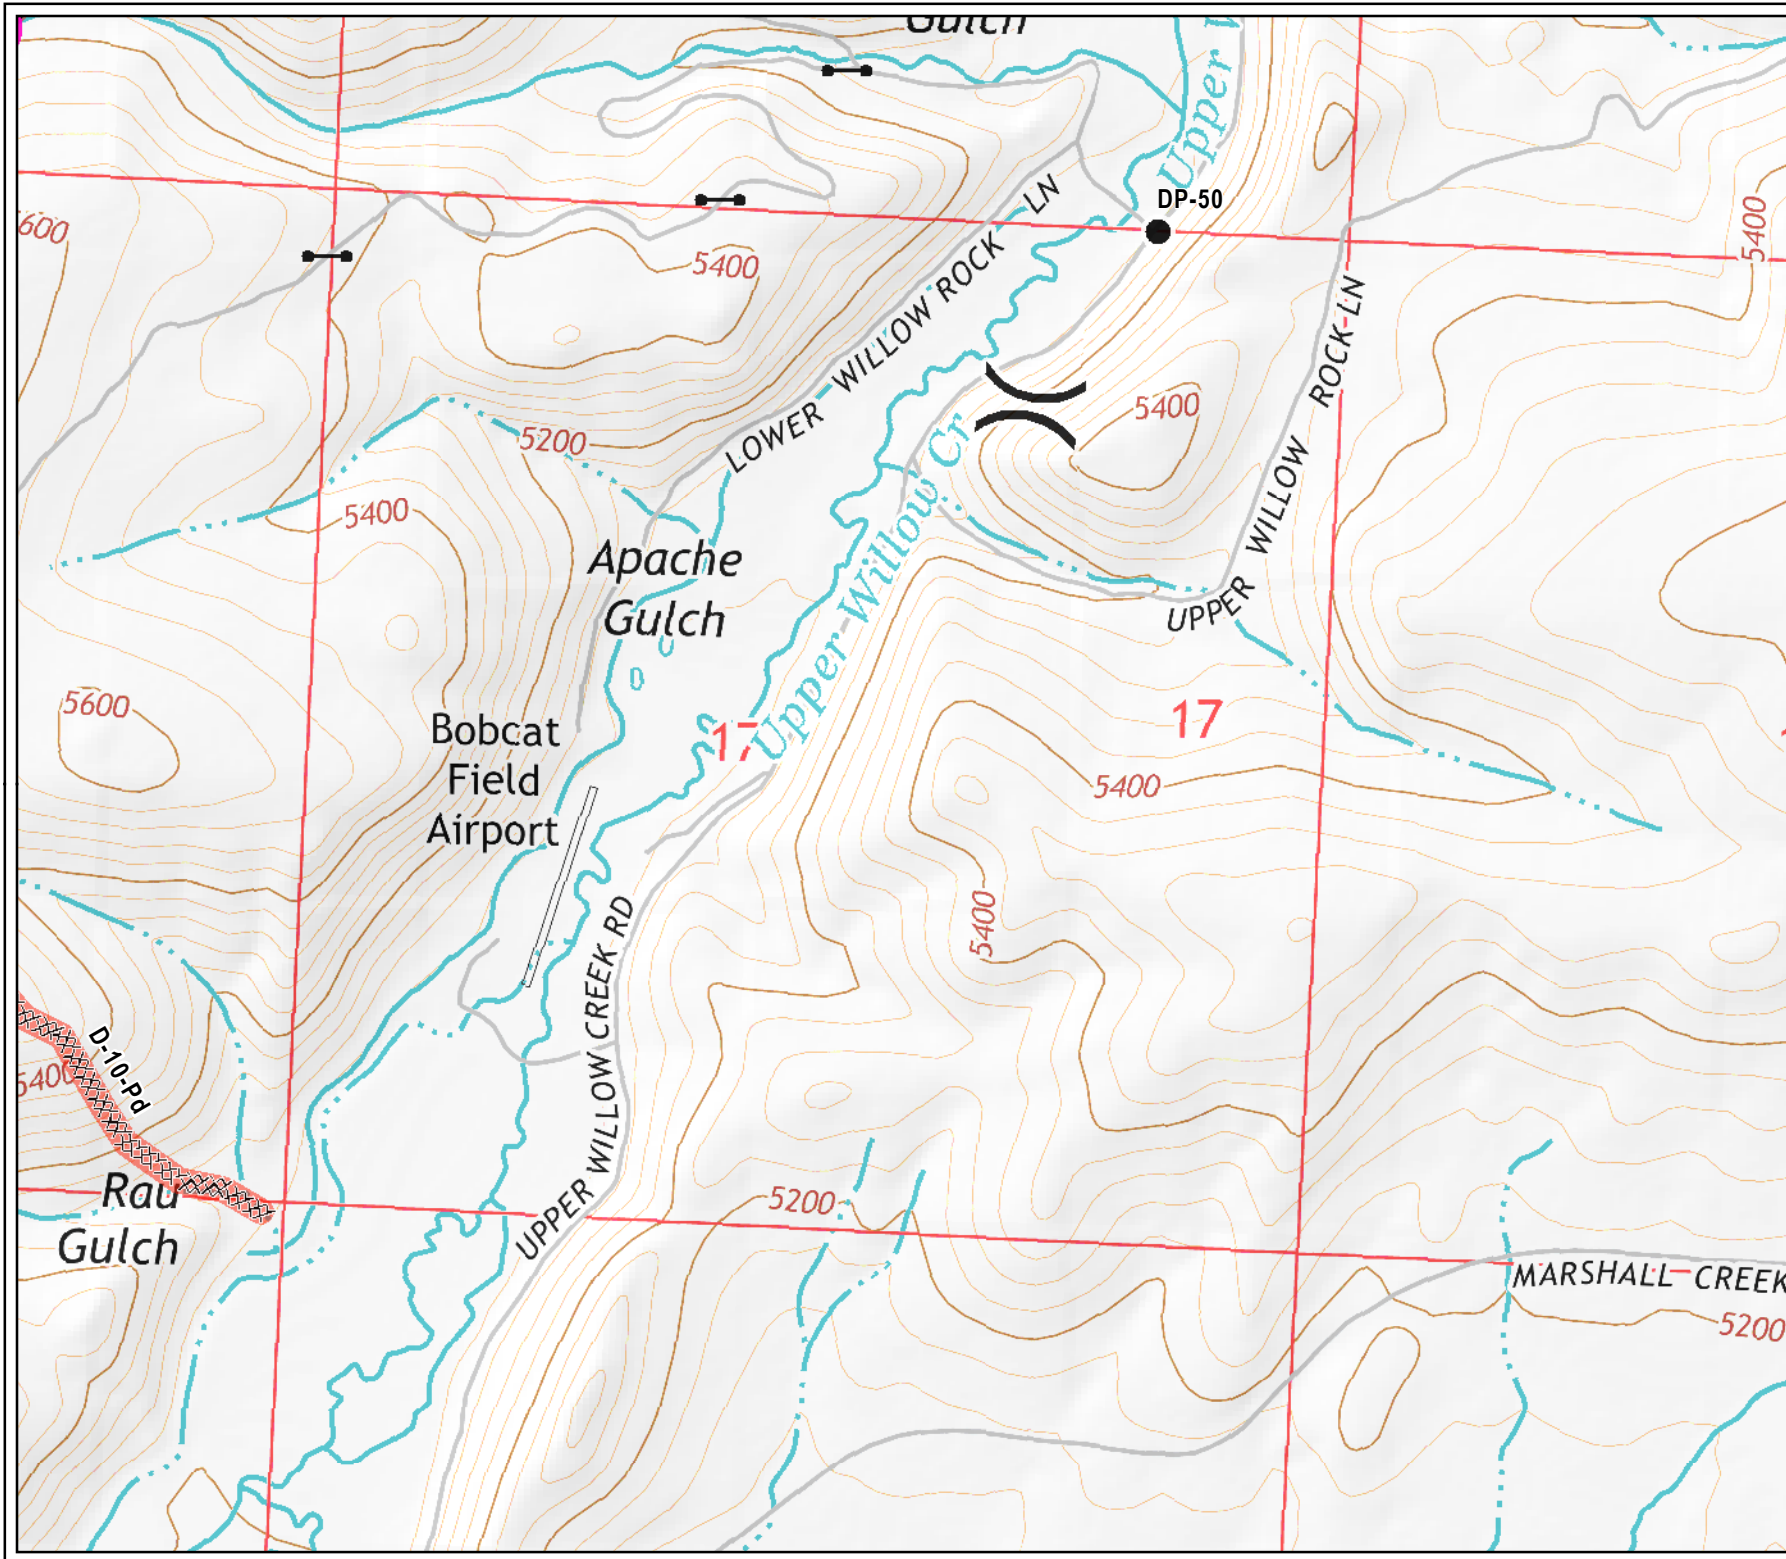 Gulch
Upper
DP-50
LOWER WILLOW ROCK LN
5600
5400
5400
UPPER WILLOW ROCK LN
5400
5200
5400
Upper Willow Cr
Apache
Gulch
5600
Bobcat
Field
Airport
17
17
5400
5400
UPPER WILLOW CREEK RD
D-10-Pd
5400
Rau
Gulch
5200
MARSHALL CREEK
5200